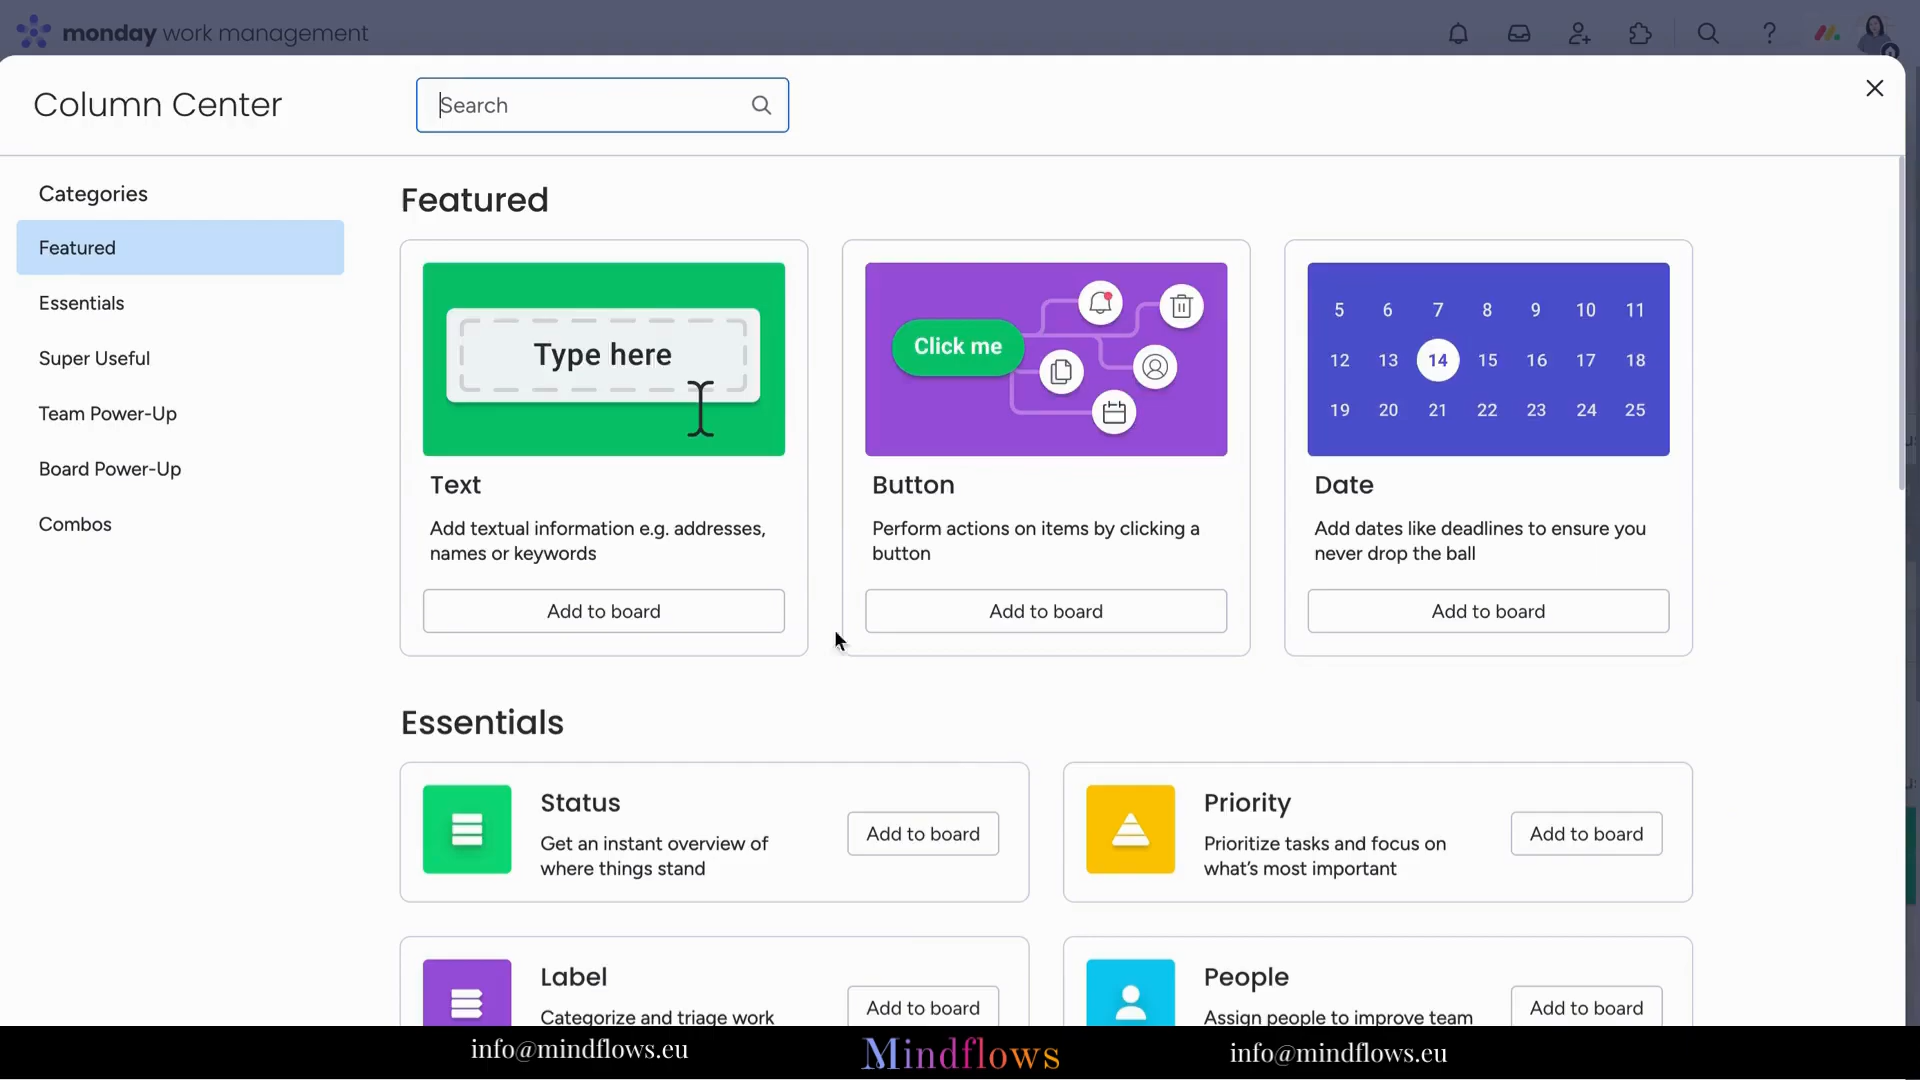 monday work management
Column Center
Search
Categories
Featured
Essentials
Super Useful
Team Power-Up
Board Power-Up
Combos
Featured
Type here
Text
Add textual information e.g. addresses,
names or keywords
Add to board
Click me
Button
Perform actions on items by clicking a
button
Add to board
5 6 7 8 9 10 11
12 13 14 15 16 17 18
19 20 21 22 23 24 25
Date
Add dates like deadlines to ensure you
never drop the ball
Add to board
Essentials
Status
Get an instant overview of
where things stand
Add to board
Priority
Prioritize tasks and focus on
what’s most important
Add to board
Label
Categorize and triage work
Add to board
People
Assign people to improve team
Add to board
info@mindflows.eu
Mindflows
info@mindflows.eu